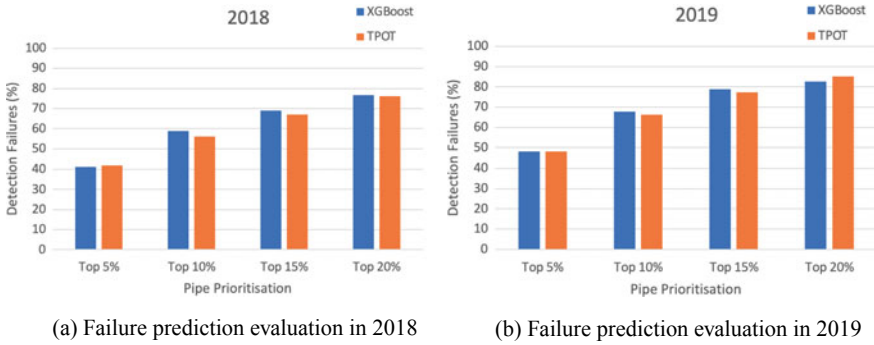 2018
XGBoost
TPOT
100
90
80
70
60
50
40
30
20
10
0
Detection Failures (%)
Top 5% Top 10% Top 15% Top 20%
Pipe Prioritisation
(a) Failure prediction evaluation in 2018
2019
XGBoost
TPOT
100
90
80
70
60
50
40
30
20
10
0
Detection Failures (%)
Top 5% Top 10% Top 15% Top 20%
Pipe Prioritisation
(b) Failure prediction evaluation in 2019